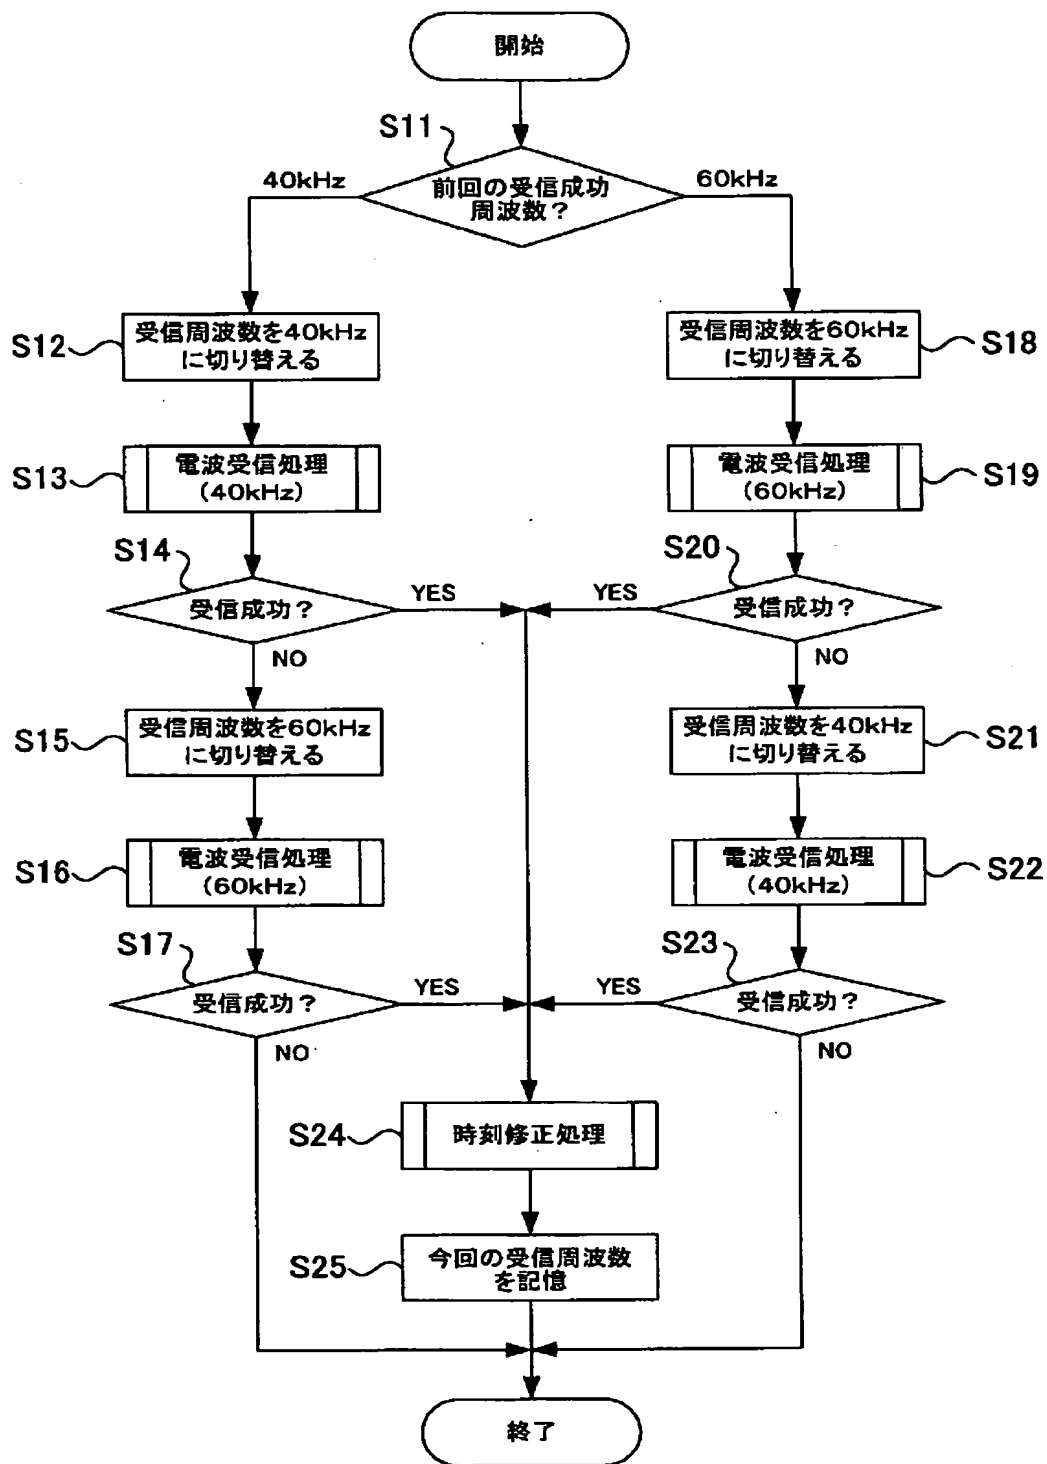 開始
S11
前回の受信成功
周波数？
40kHz
60kHz
S12
受信周波数を40kHz
に切り替える
受信周波数を60kHz
に切り替える
S18
S13
電波受信処理
(40kHz)
電波受信処理
(60kHz)
S19
S14
受信成功？
YES
NO
S20
YES
受信成功？
NO
S15
受信周波数を60kHz
に切り替える
受信周波数を40kHz
に切り替える
S21
S16
電波受信処理
(60kHz)
電波受信処理
(40kHz)
S22
S17
受信成功？
YES
NO
S23
YES
受信成功？
NO
S24
時刻修正処理
S25
今回の受信周波数
を記憶
終了